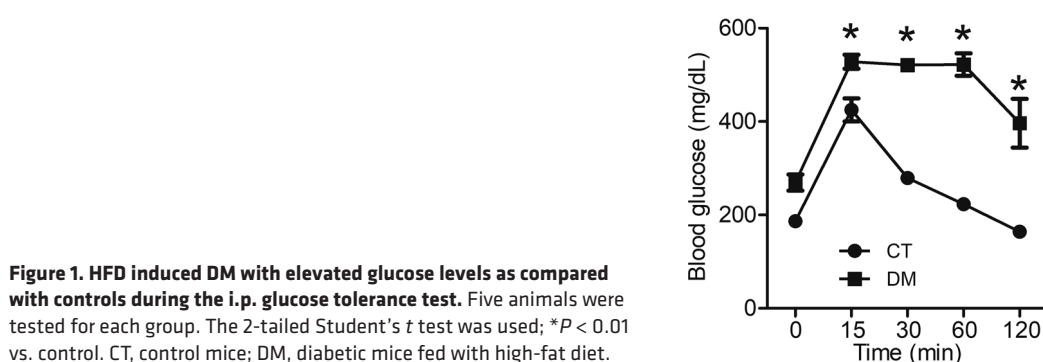 600
400
200
0
Blood glucose (mg/dL)
* * * *
CT
DM
0 15 30 60 120
Time (min)
Figure 1. HFD induced DM with elevated glucose levels as compared
with controls during the i.p. glucose tolerance test. Five animals were
tested for each group. The 2-tailed Student’s t test was used; *P < 0.01
vs. control. CT, control mice; DM, diabetic mice fed with high-fat diet.